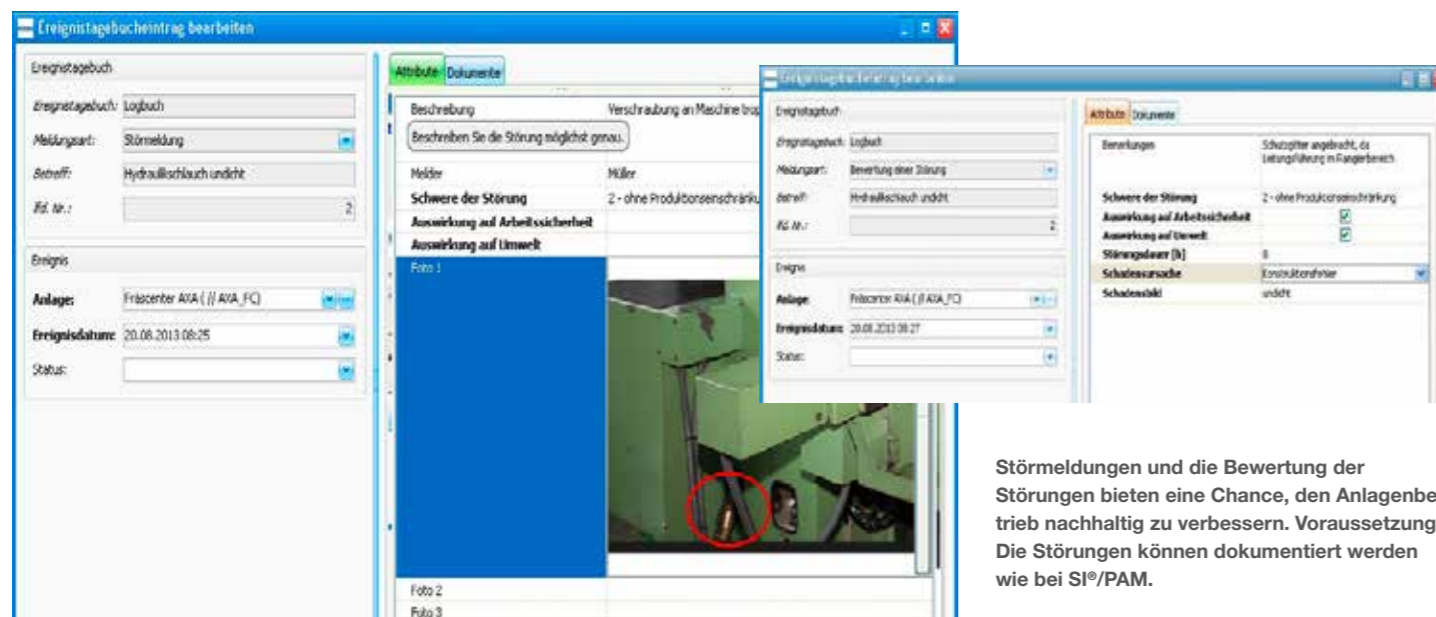 Ereignistagebucheintrag bearbeiten
Ereignistagebuch
Ereignistagebuch: Logbuch
Meldungsart: Störmeldung
Betreff: Hydraulikschlauch undicht
lfd. Nr.: 2
Ereignis
Anlage: Fräscenter AXA ( // AXA_FC)
Ereignisdatum: 20.08.2013 08:25
Status:
Attribute Dokumente
Beschreibung Verschraubung an Maschine trop
Beschreiben Sie die Störung möglichst genau.
Melder Müller
Schwere der Störung 2 - ohne Produktionsenschränku
Auswirkung auf Arbeitssicherheit
Auswirkung auf Umwelt
Foto 1
Foto 2
Foto 3
Ereignistagebucheintrag bearbeiten
Ereignistagebuch
Ereignistagebuch: Logbuch
Meldungsart: Bewertung einer Störung
Betreff: Hydraulikschlauch undicht
lfd. Nr.: 2
Ereignis
Anlage: Fräscenter AXA ( // AXA_FC)
Ereignisdatum: 20.08.2013 08:27
Status:
Attribute Dokumente
Bemerkungen Schutzgitter angebracht, da
Leitungsführung in Rangierbereich
Schwere der Störung 2 - ohne Produktionsenschränkung
Auswirkung auf Arbeitssicherheit
Auswirkung auf Umwelt
Störungsdauer [h]
Schadensursache Konstruktionsfehler
Schadensbild undicht
Störmeldungen und die Bewertung der
Störungen bieten eine Chance, den Anlagenbe
trieb nachhaltig zu verbessern. Voraussetzung
Die Störungen können dokumentiert werden
wie bei SI®/PAM.